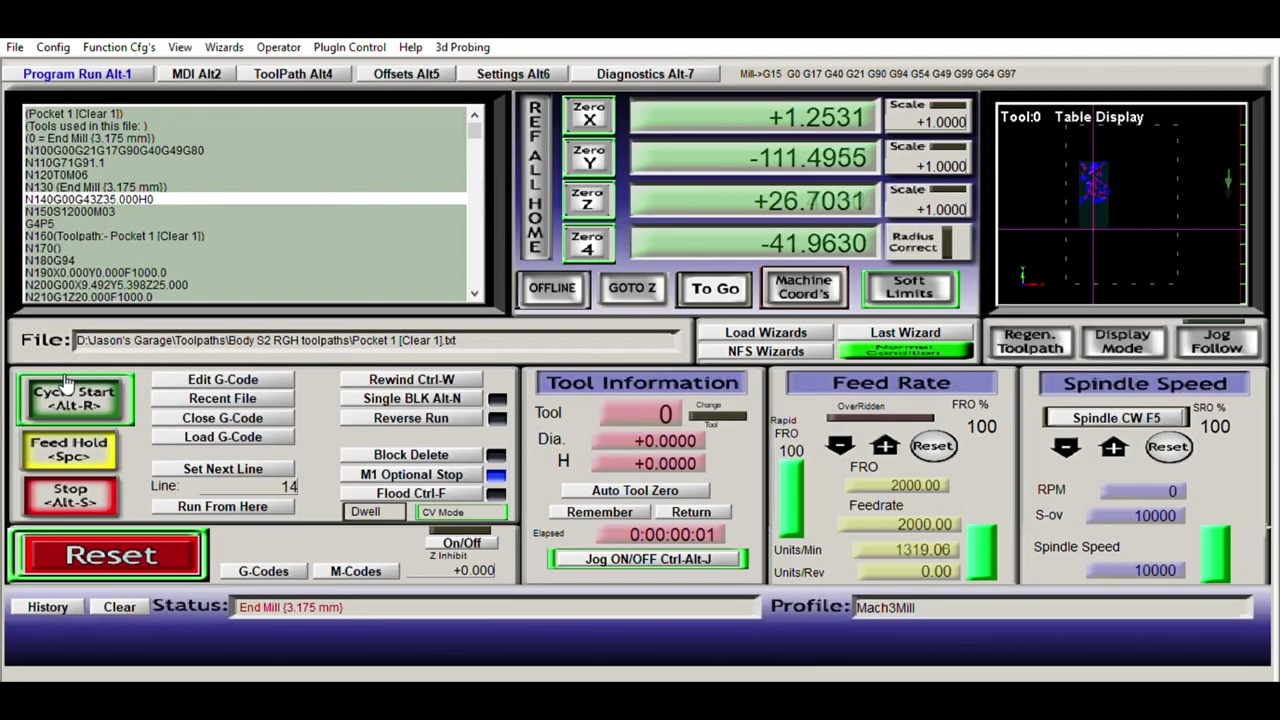 File Config Function Cfg's View Wizards Operator PlugIn Control Help 3d Probing
Program Run Alt-1 MDI Alt2 ToolPath Alt4 Offsets Alt5 Settings Alt6 Diagnostics Alt-7 Mill->G15 G0 G17 G40 G21 G90 G94 G54 G49 G99 G64 G97
(Pocket 1 [Clear 1])
(Tools used in this file: )
(0 = End Mill {3.175 mm})
N100G00G21G17G90G40G49G80
N110G71G91.1
N120T0M06
N130 (End Mill {3.175 mm})
N140G00G43Z35.000H0
N150S12000M03
G4P5
N160(Toolpath:- Pocket 1 [Clear 1])
N170()
N180G94
N190X0.000Y0.000F1000.0
N200G00X9.492Y5.398Z25.000
N210G1Z20.000F1000.0
REF ALL HOME
Zero X +1.2531 Scale +1.0000
Zero Y -111.4955 Scale +1.0000
Zero Z +26.7031 Scale +1.0000
Zero 4 -41.9630 Radius Correct
OFFLINE GOTO Z To Go Machine Coord's Soft Limits
Tool:0 Table Display
File: D:\Jason's Garage\Toolpaths\Body S2 RGH toolpaths\Pocket 1 [Clear 1].txt
Load Wizards Last Wizard
NFS Wizards Normal Condition
Regen. Toolpath Display Mode Jog Follow
Cycle Start <Alt-R>
Feed Hold <Spc>
Stop <Alt-S>
Reset
Edit G-Code
Recent File
Close G-Code
Load G-Code
Set Next Line
Line: 14
Run From Here
Rewind Ctrl-W
Single BLK Alt-N
Reverse Run
Block Delete
M1 Optional Stop
Flood Ctrl-F
Dwell CV Mode
On/Off
Z Inhibit
+0.000
G-Codes M-Codes
Tool Information
Tool 0 Change Tool
Dia. +0.0000
H +0.0000
Auto Tool Zero
Remember Return
Elapsed 0:00:00:01
Jog ON/OFF Ctrl-Alt-J
Feed Rate
OverRidden FRO % 100
Rapid FRO 100
Reset
FRO
2000.00
Feedrate
2000.00
Units/Min 1319.06
Units/Rev 0.00
Spindle Speed
Spindle CW F5 SRO % 100
Reset
RPM 0
S-ov 10000
Spindle Speed
10000
History Clear Status: End Mill {3.175 mm} Profile: Mach3Mill